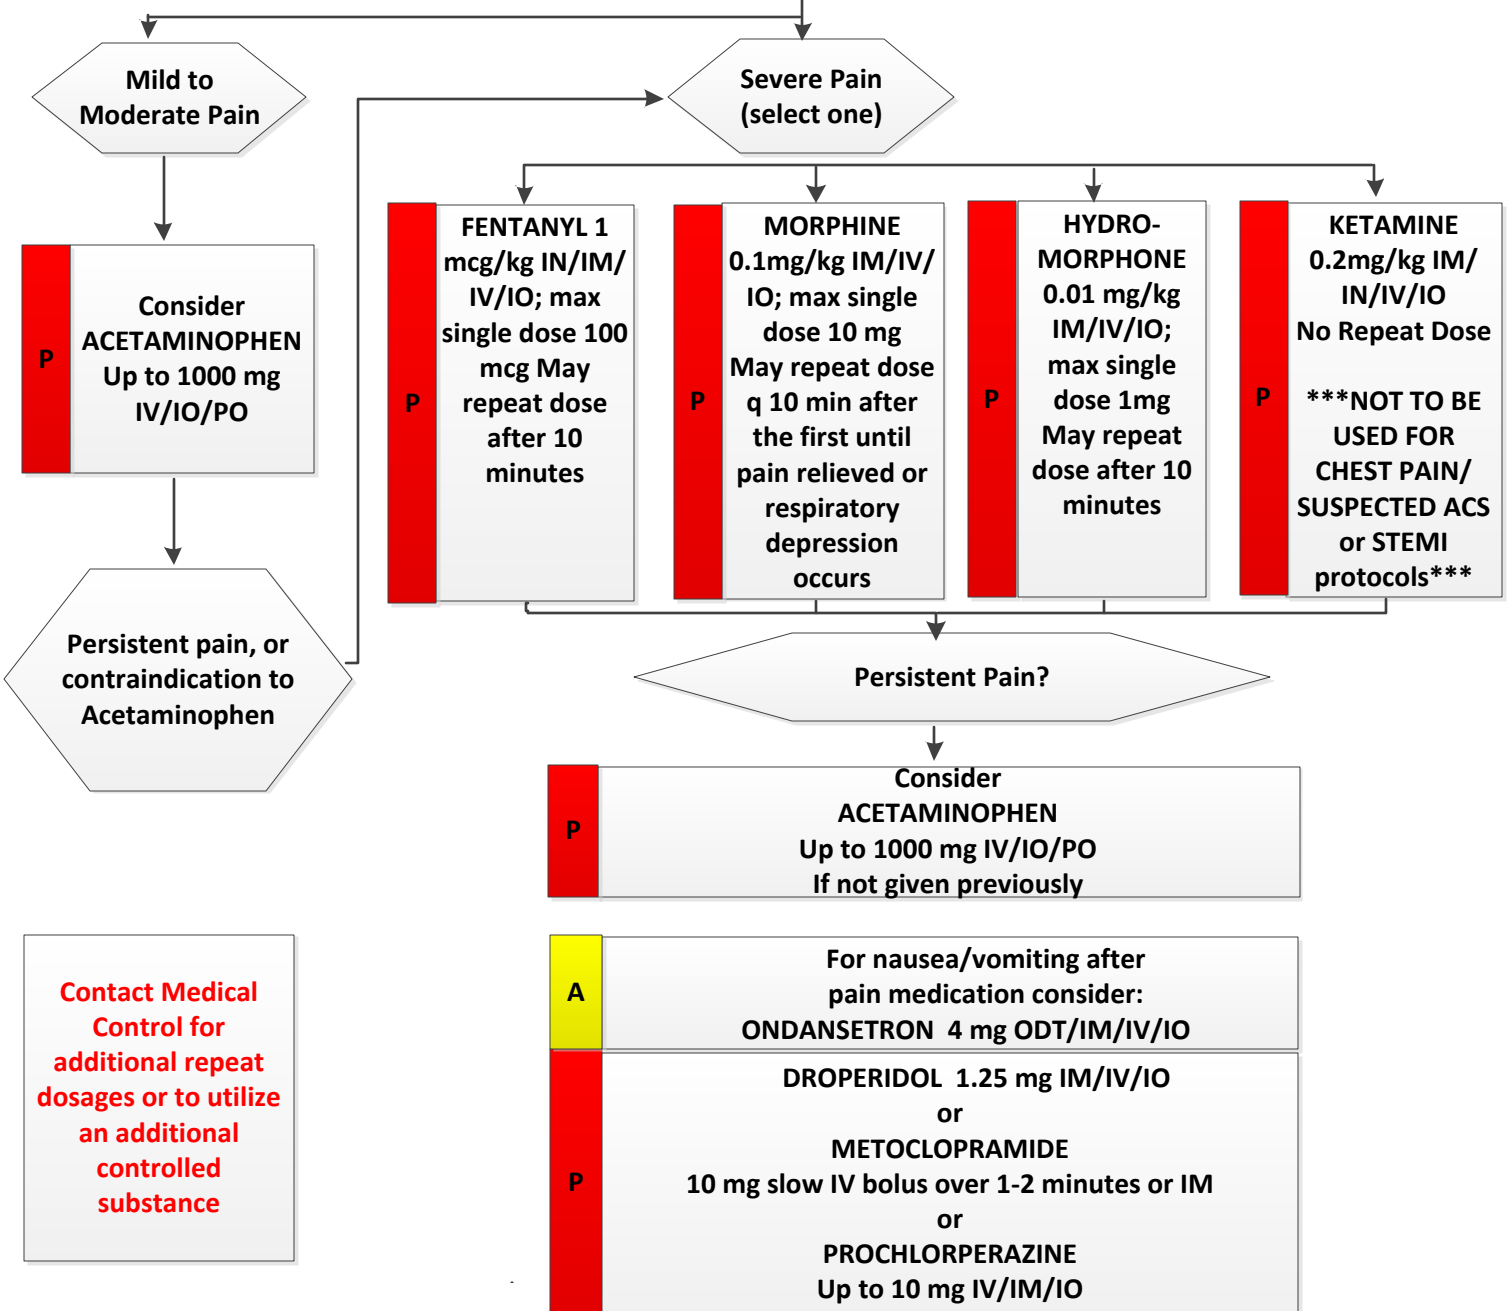 Mild to
Moderate Pain
Severe Pain
(select one)
P
Consider
ACETAMINOPHEN
Up to 1000 mg
IV/IO/PO
P
FENTANYL 1
mcg/kg IN/IM/
IV/IO; max
single dose 100
mcg May
repeat dose
after 10
minutes
P
MORPHINE
0.1mg/kg IM/IV/
IO; max single
dose 10 mg
May repeat dose
q 10 min after
the first until
pain relieved or
respiratory
depression
occurs
P
HYDRO-
MORPHONE
0.01 mg/kg
IM/IV/IO;
max single
dose 1mg
May repeat
dose after 10
minutes
P
KETAMINE
0.2mg/kg IM/
IN/IV/IO
No Repeat Dose
***NOT TO BE
USED FOR
CHEST PAIN/
SUSPECTED ACS
or STEMI
protocols***
Persistent pain, or
contraindication to
Acetaminophen
Persistent Pain?
P
Consider
ACETAMINOPHEN
Up to 1000 mg IV/IO/PO
If not given previously
Contact Medical
Control for
additional repeat
dosages or to utilize
an additional
controlled
substance
A
For nausea/vomiting after
pain medication consider:
ONDANSETRON  4 mg ODT/IM/IV/IO
P
DROPERIDOL  1.25 mg IM/IV/IO
or
METOCLOPRAMIDE
10 mg slow IV bolus over 1-2 minutes or IM
or
PROCHLORPERAZINE
Up to 10 mg IV/IM/IO